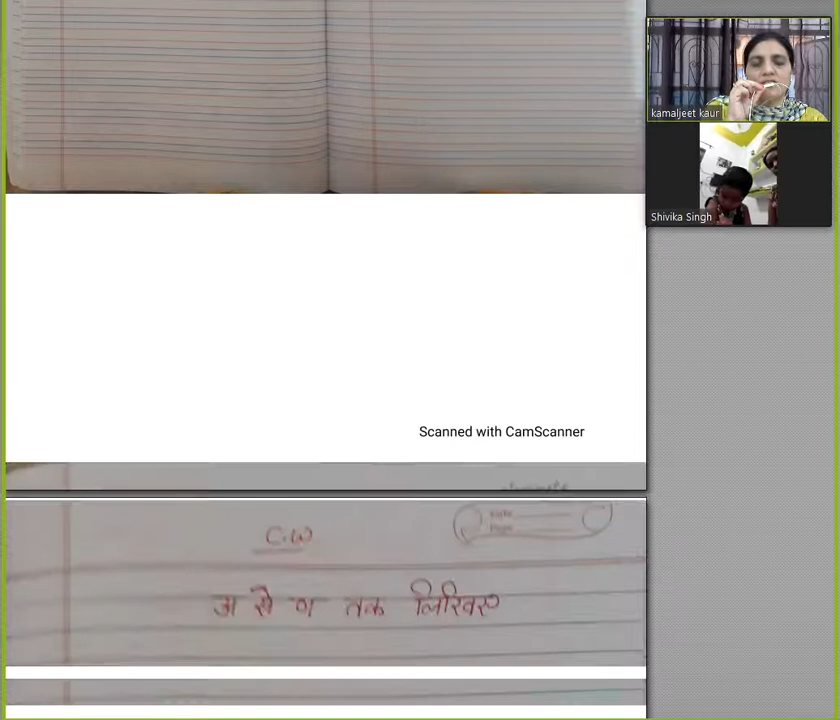 kamaljeet kaur
Shivika Singh
Scanned with CamScanner
C.W
अ से ण तक लिखिए